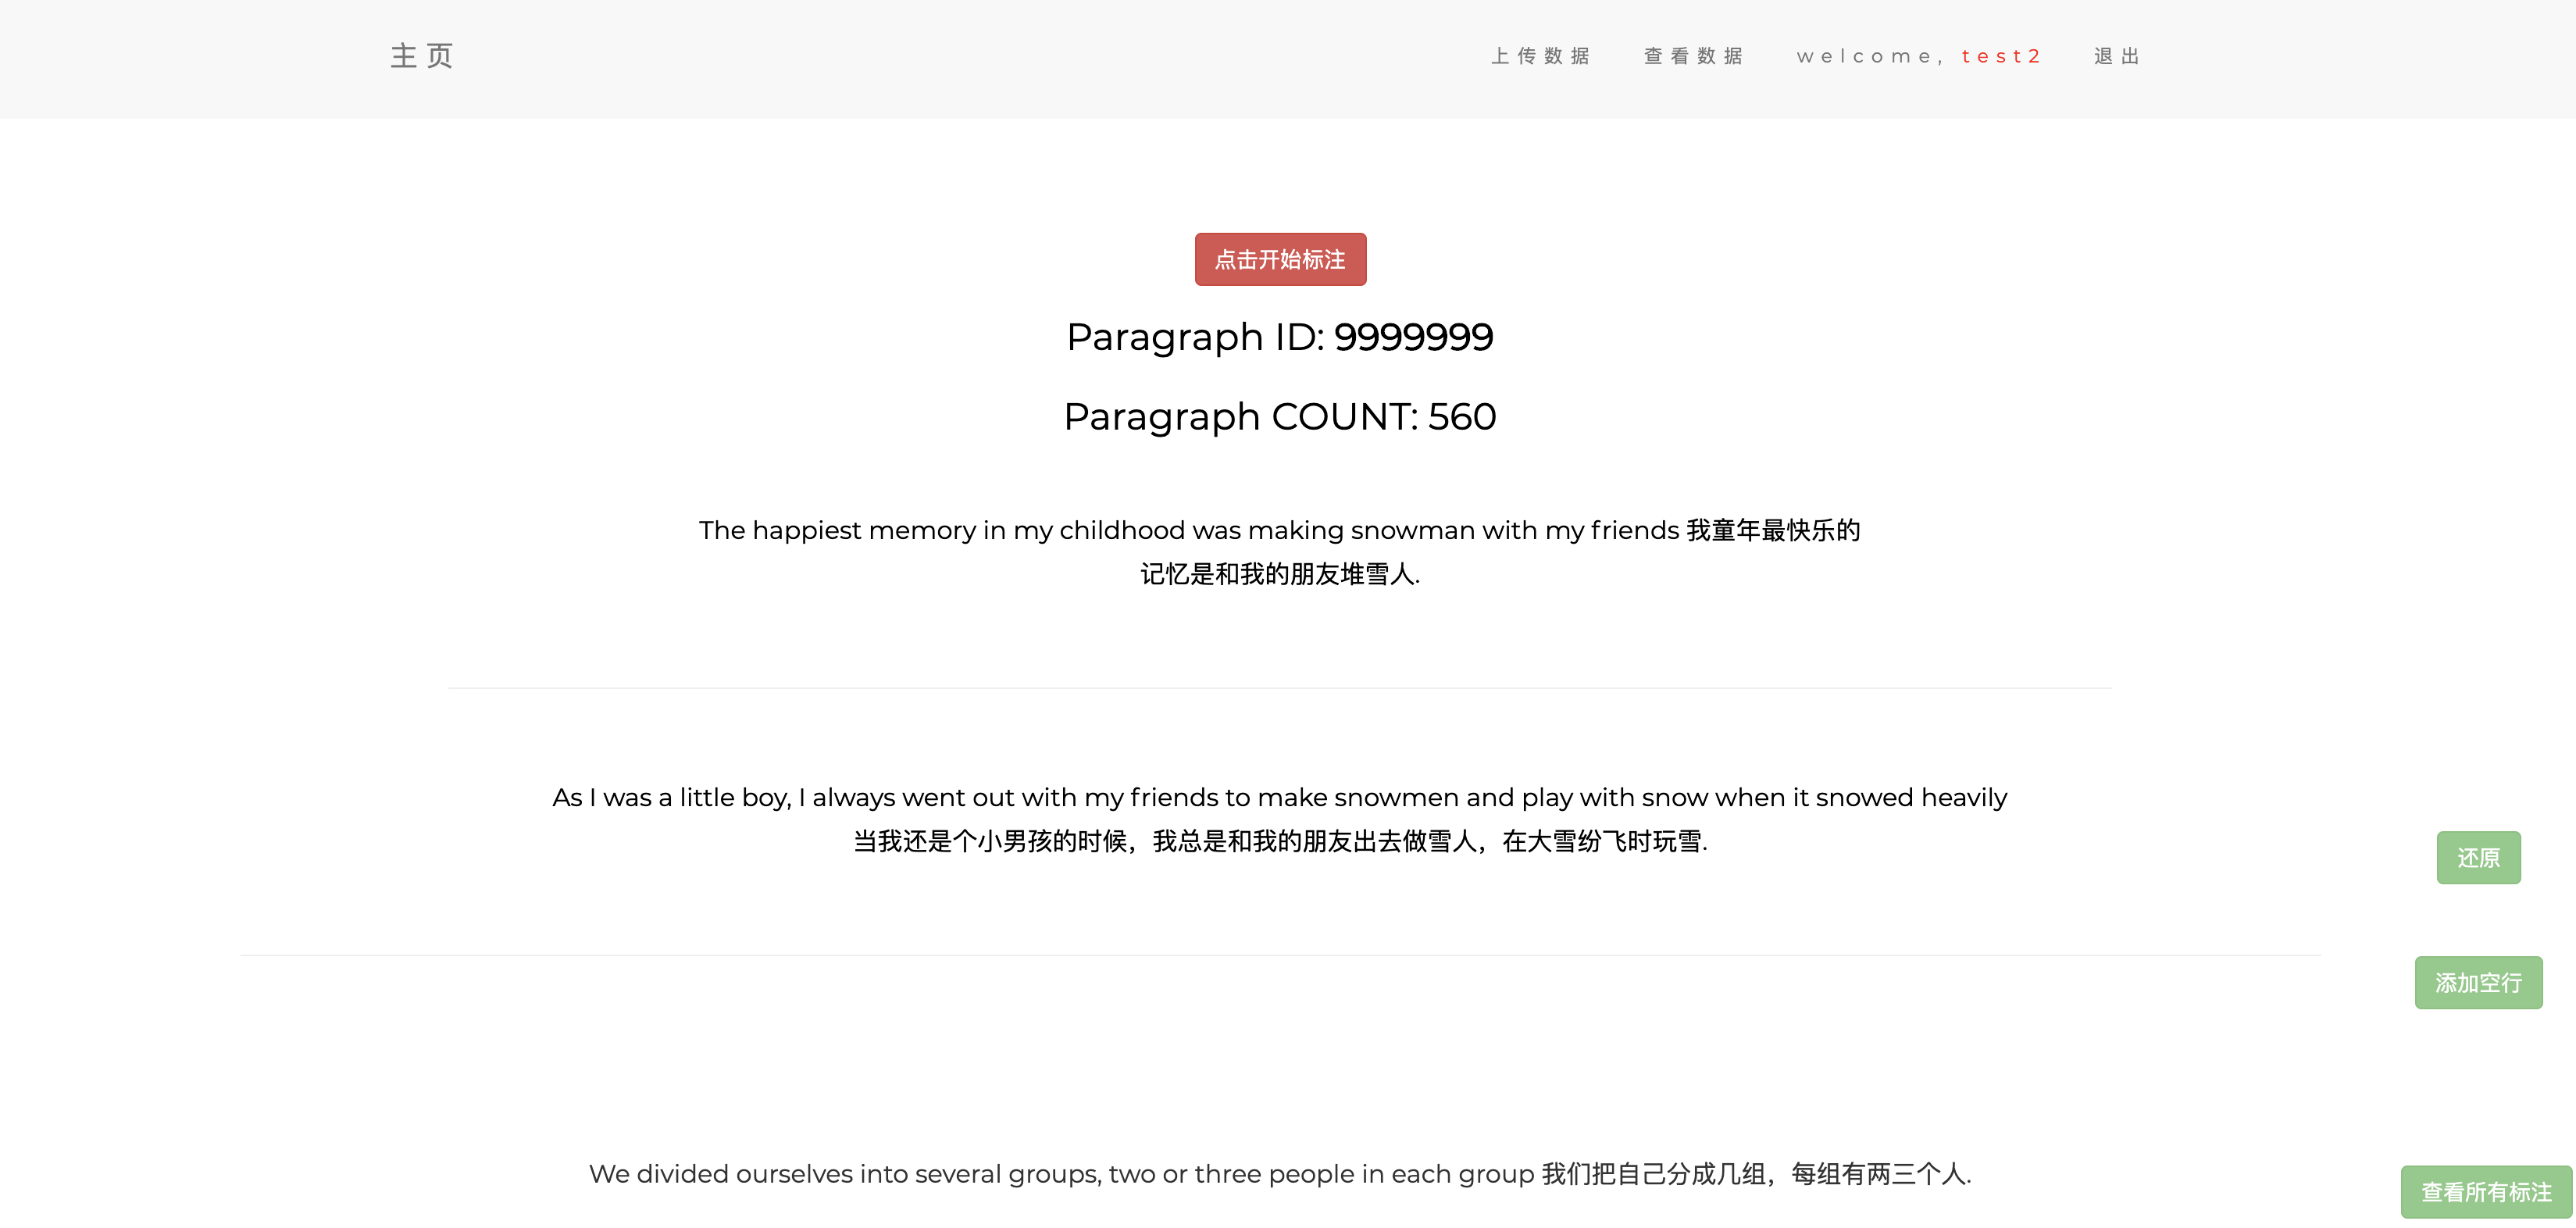 主页
上传数据 查看数据 welcome, test2 退出
点击开始标注
Paragraph ID: 9999999
Paragraph COUNT: 560
The happiest memory in my childhood was making snowman with my friends 我童年最快乐的
记忆是和我的朋友堆雪人.
As I was a little boy, I always went out with my friends to make snowmen and play with snow when it snowed heavily
当我还是个小男孩的时候，我总是和我的朋友出去做雪人，在大雪纷飞时玩雪.
还原
添加空行
We divided ourselves into several groups, two or three people in each group 我们把自己分成几组，每组有两三个人.
查看所有标注